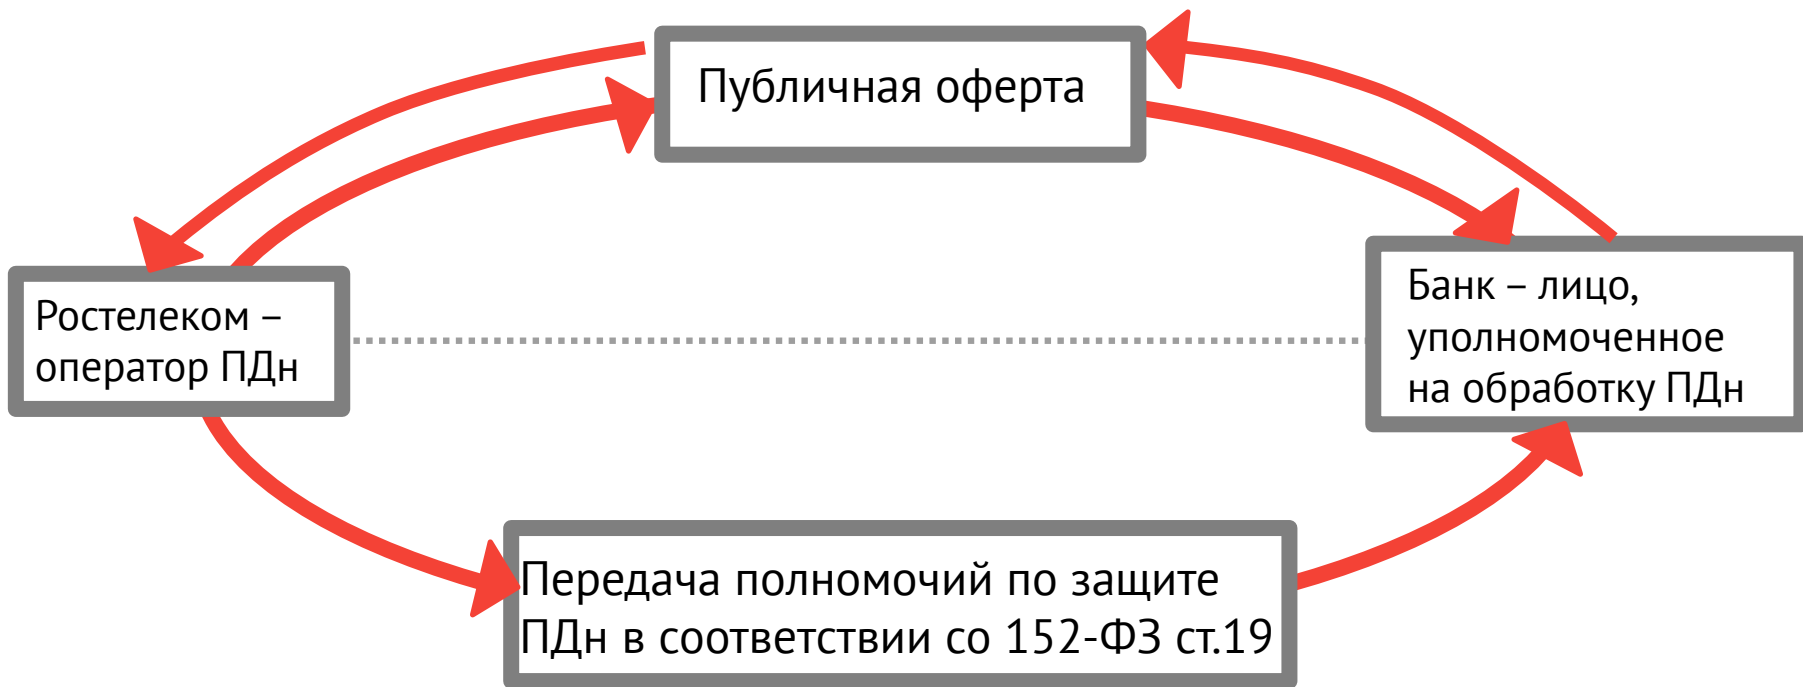 Публичная оферта
Ростелеком –
оператор ПДн
Банк – лицо,
уполномоченное
на обработку ПДн
Передача полномочий по защите
ПДн в соответствии со 152-ФЗ ст.19